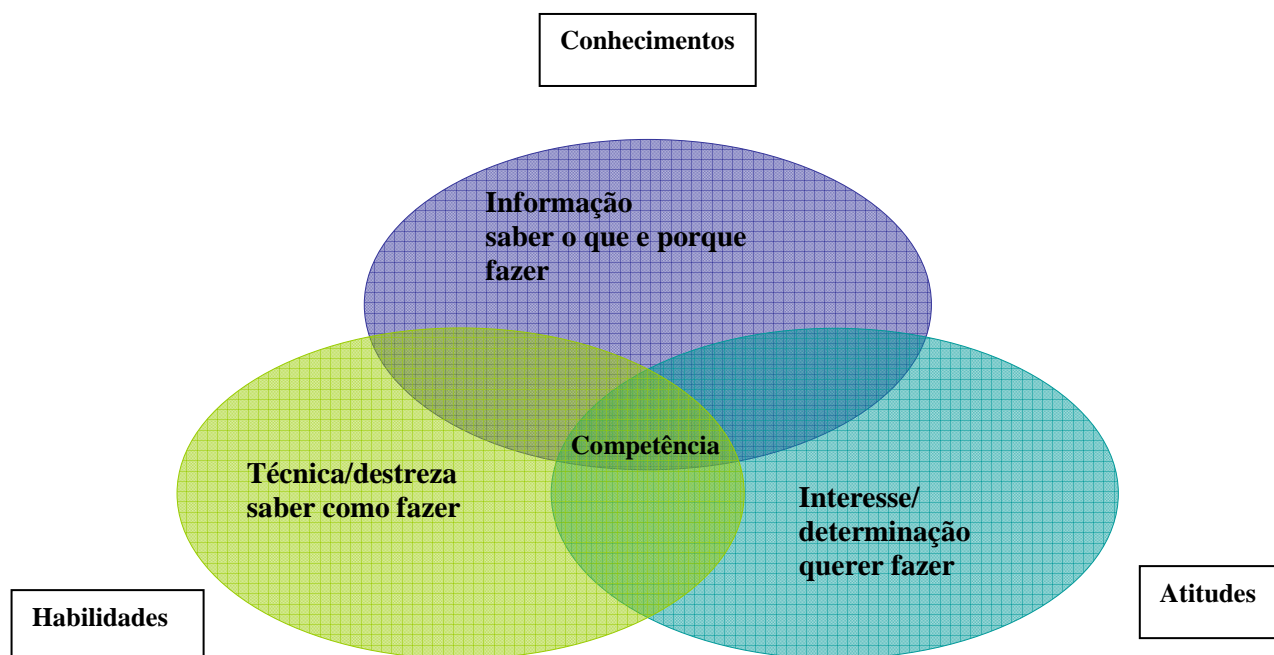 Conhecimentos
Informação
saber o que e porque
fazer
Competência
Técnica/destreza
saber como fazer
Interesse/
determinação
querer fazer
Habilidades
Atitudes